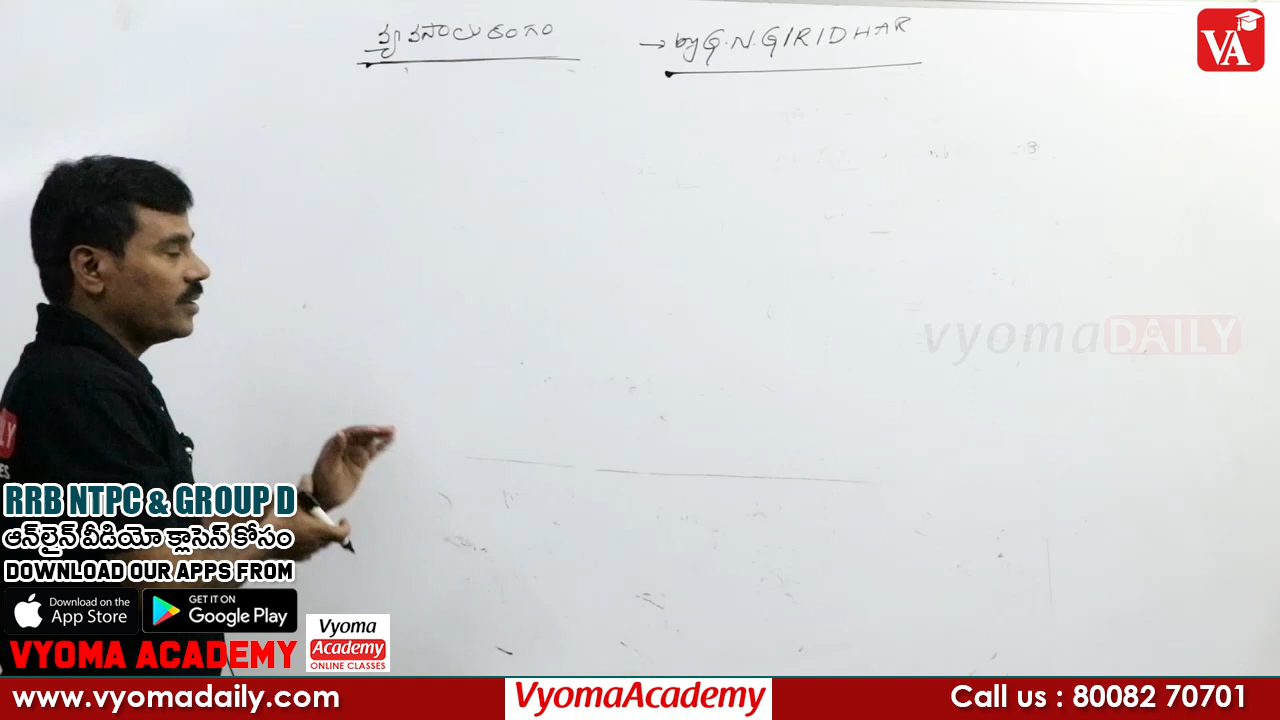 వ్యవసాయ రంగం → by G.N. GIRIDHAR
VA
vyomaDAILY
RRB NTPC & GROUP D
ఆన్‌లైన్ వీడియో క్లాసెస్ కోసం
DOWNLOAD OUR APPS FROM
Download on the App Store
GET IT ON Google Play
VYOMA ACADEMY
Vyoma
Academy
ONLINE CLASSES
www.vyomadaily.com
VyomaAcademy
Call us : 80082 70701